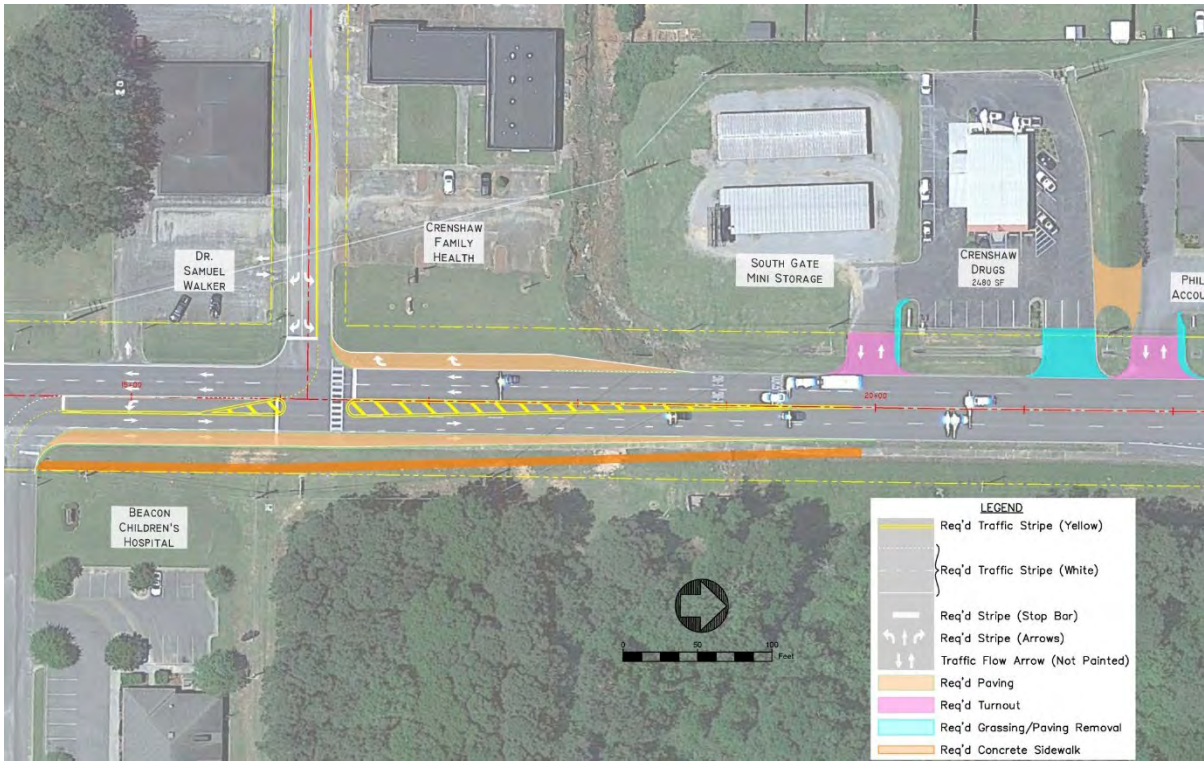 DR.
SAMUEL
WALKER
CRENSHAW
FAMILY
HEALTH
SOUTH GATE
MINI STORAGE
CRENSHAW
DRUGS
2480 SF
PHIL
ACCOU
15+00
20+00
BEACON
CHILDREN'S
HOSPITAL
0 50 100
Feet
LEGEND
Req'd Traffic Stripe (Yellow)
Req'd Traffic Stripe (White)
Req'd Stripe (Stop Bar)
Req'd Stripe (Arrows)
Traffic Flow Arrow (Not Painted)
Req'd Paving
Req'd Turnout
Req'd Grassing/Paving Removal
Req'd Concrete Sidewalk